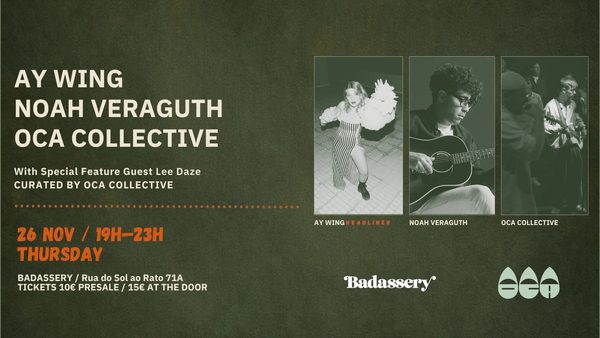 AY WING
NOAH VERAGUTH
OCA COLLECTIVE
With Special Feature Guest Lee Daze
CURATED BY OCA COLLECTIVE
26 NOV / 19H–23H
THURSDAY
BADASSERY / Rua do Sol ao Rato 71A
TICKETS 10€ PRESALE / 15€ AT THE DOOR
AY WING HEADLINER
NOAH VERAGUTH
OCA COLLECTIVE
Badassery
OCA